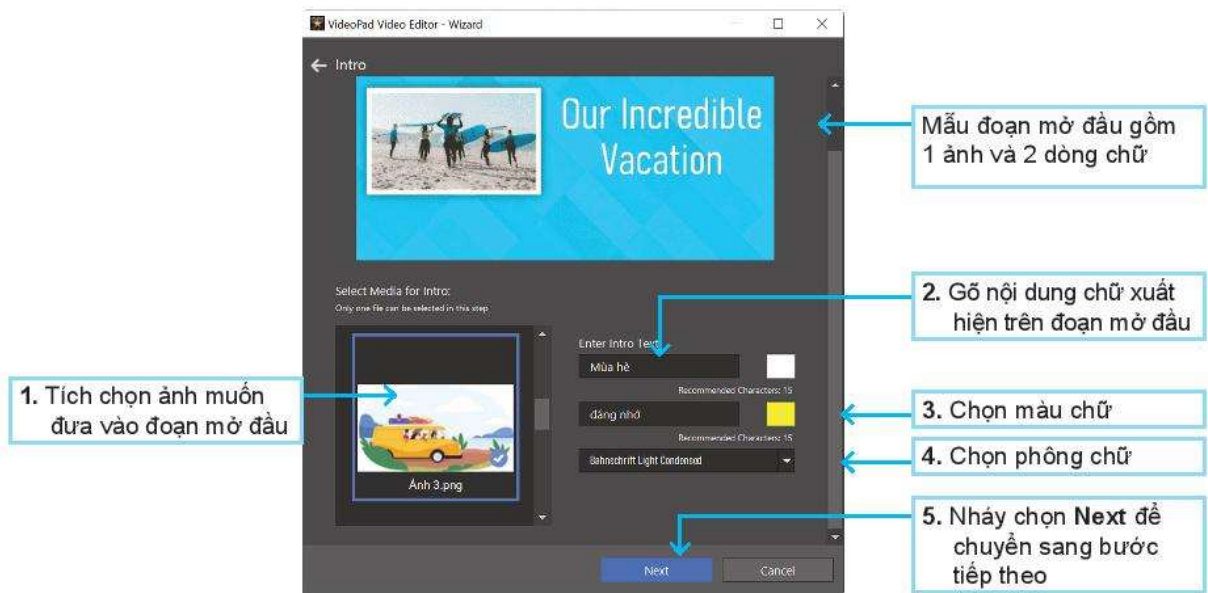 VideoPad Video Editor - Wizard
Intro
Our Incredible
Vacation
Mẫu đoạn mở đầu gồm
1 ảnh và 2 dòng chữ
Select Media for Intro:
Only one file can be selected in this step
Ảnh 3.png
1. Tích chọn ảnh muốn
đưa vào đoạn mở đầu
Enter Intro Text
Mùa hè
Recommended Characters: 15
đáng nhớ
Recommended Characters: 15
Bahnschrift Light Condensed
2. Gõ nội dung chữ xuất
hiện trên đoạn mở đầu
3. Chọn màu chữ
4. Chọn phông chữ
5. Nháy chọn Next để
chuyển sang bước
tiếp theo
Next
Cancel